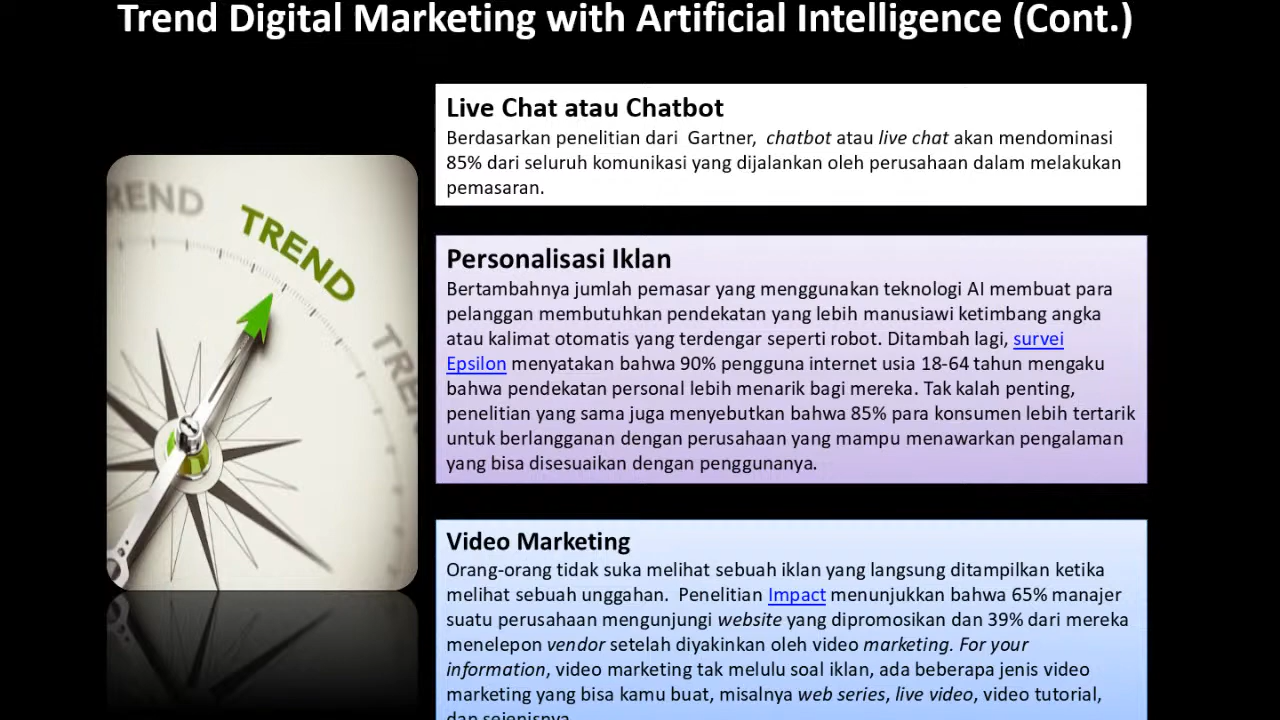 Trend Digital Marketing with Artificial Intelligence (Cont.)
REND
TREND
TRE
Live Chat atau Chatbot
Berdasarkan penelitian dari Gartner, chatbot atau live chat akan mendominasi
85% dari seluruh komunikasi yang dijalankan oleh perusahaan dalam melakukan
pemasaran.
Personalisasi Iklan
Bertambahnya jumlah pemasar yang menggunakan teknologi AI membuat para
pelanggan membutuhkan pendekatan yang lebih manusiawi ketimbang angka
atau kalimat otomatis yang terdengar seperti robot. Ditambah lagi, survei
Epsilon menyatakan bahwa 90% pengguna internet usia 18-64 tahun mengaku
bahwa pendekatan personal lebih menarik bagi mereka. Tak kalah penting,
penelitian yang sama juga menyebutkan bahwa 85% para konsumen lebih tertarik
untuk berlangganan dengan perusahaan yang mampu menawarkan pengalaman
yang bisa disesuaikan dengan penggunanya.
Video Marketing
Orang-orang tidak suka melihat sebuah iklan yang langsung ditampilkan ketika
melihat sebuah unggahan. Penelitian Impact menunjukkan bahwa 65% manajer
suatu perusahaan mengunjungi website yang dipromosikan dan 39% dari mereka
menelepon vendor setelah diyakinkan oleh video marketing. For your
information, video marketing tak melulu soal iklan, ada beberapa jenis video
marketing yang bisa kamu buat, misalnya web series, live video, video tutorial,
dan sejenisnya